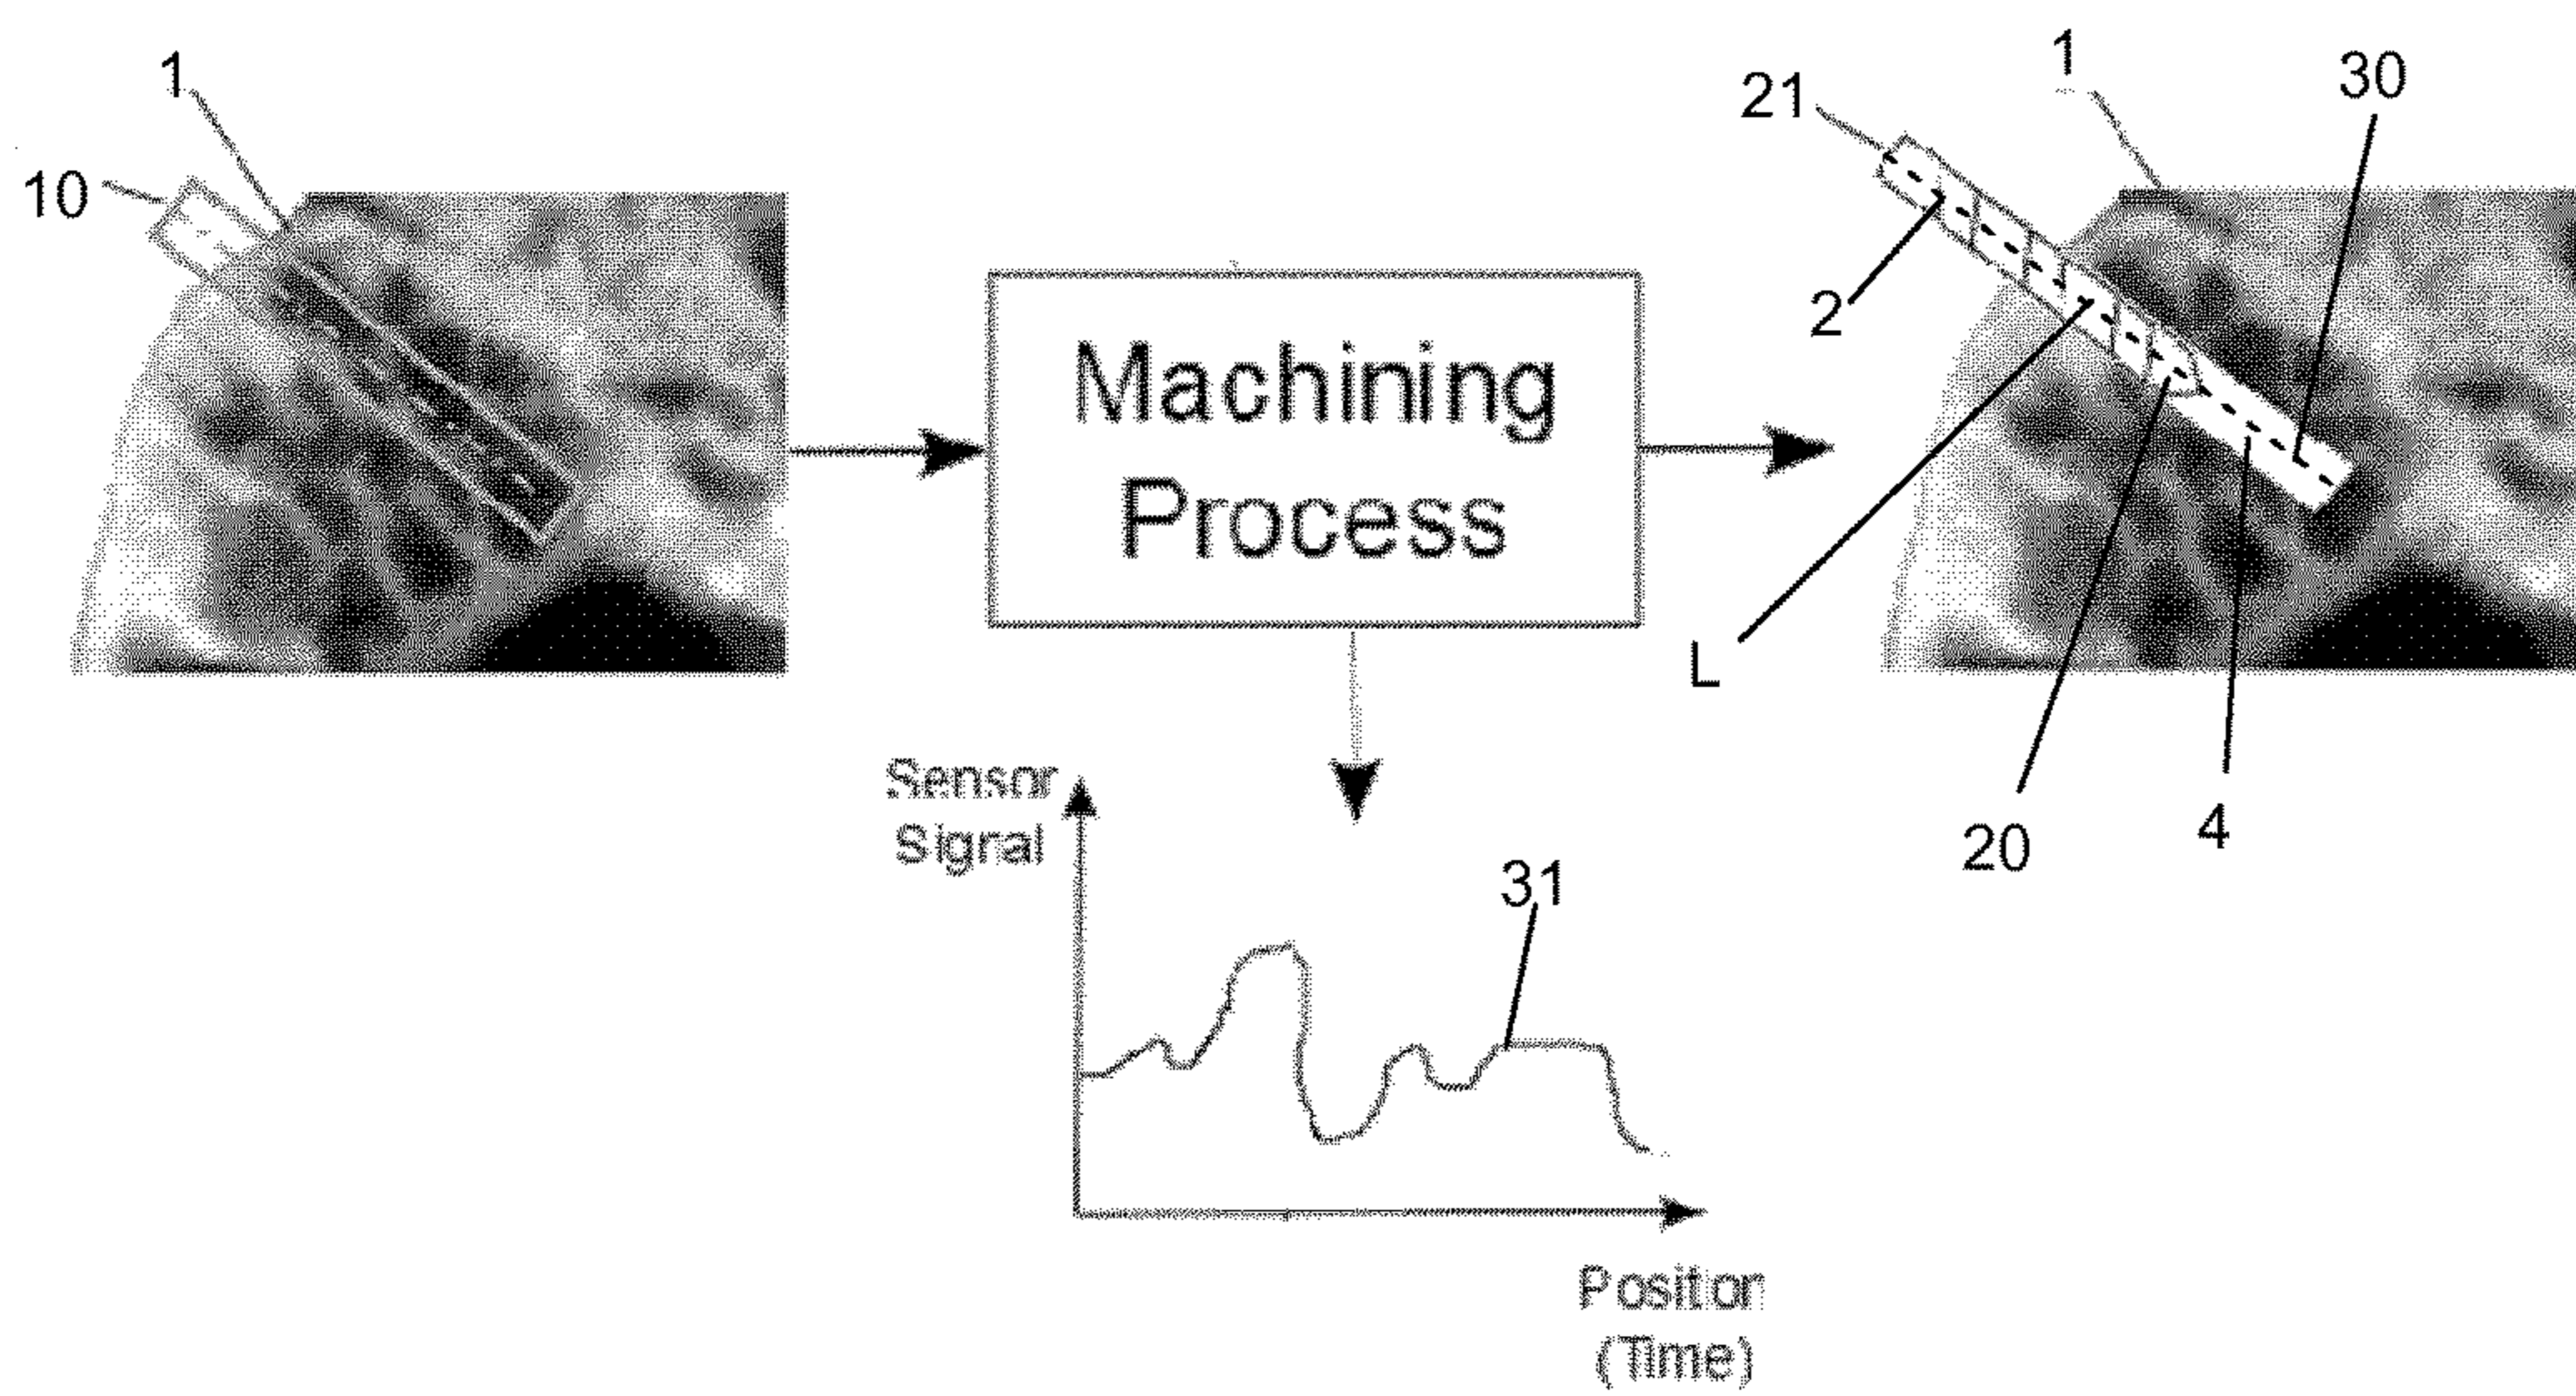 1
10
21
1
30
2
Machining
Process
L
20
4
Sensor
Signal
31
Position
(Time)